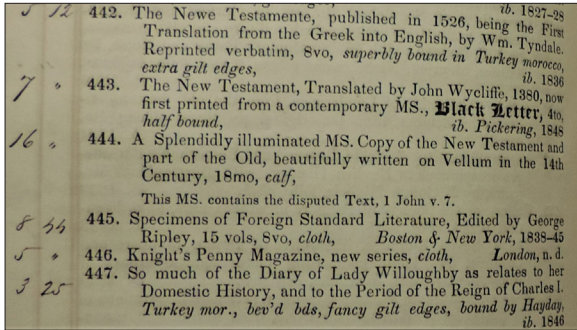 ib. 1827–28
5 12 442. The Newe Testamente, published in 1526, being the First
Translation from the Greek into English, by Wm. Tyndale.
Reprinted verbatim, 8vo, superbly bound in Turkey morocco,
extra gilt edges, ib. 1836
7 " 443. The New Testament, Translated by John Wycliffe, 1380, now
first printed from a contemporary MS., Black Letter, 4to,
half bound, ib. Pickering, 1848
16 " 444. A Splendidly illuminated MS. Copy of the New Testament and
part of the Old, beautifully written on Vellum in the 14th
Century, 18mo, calf,
This MS. contains the disputed Text, 1 John v. 7.
8 44 445. Specimens of Foreign Standard Literature, Edited by George
Ripley, 15 vols, 8vo, cloth, Boston & New York, 1838–45
5 " 446. Knight's Penny Magazine, new series, cloth, London, n. d.
3 25 447. So much of the Diary of Lady Willoughby as relates to her
Domestic History, and to the Period of the Reign of Charles I.
Turkey mor., bev'd bds, fancy gilt edges, bound by Hayday,
ib. 1846